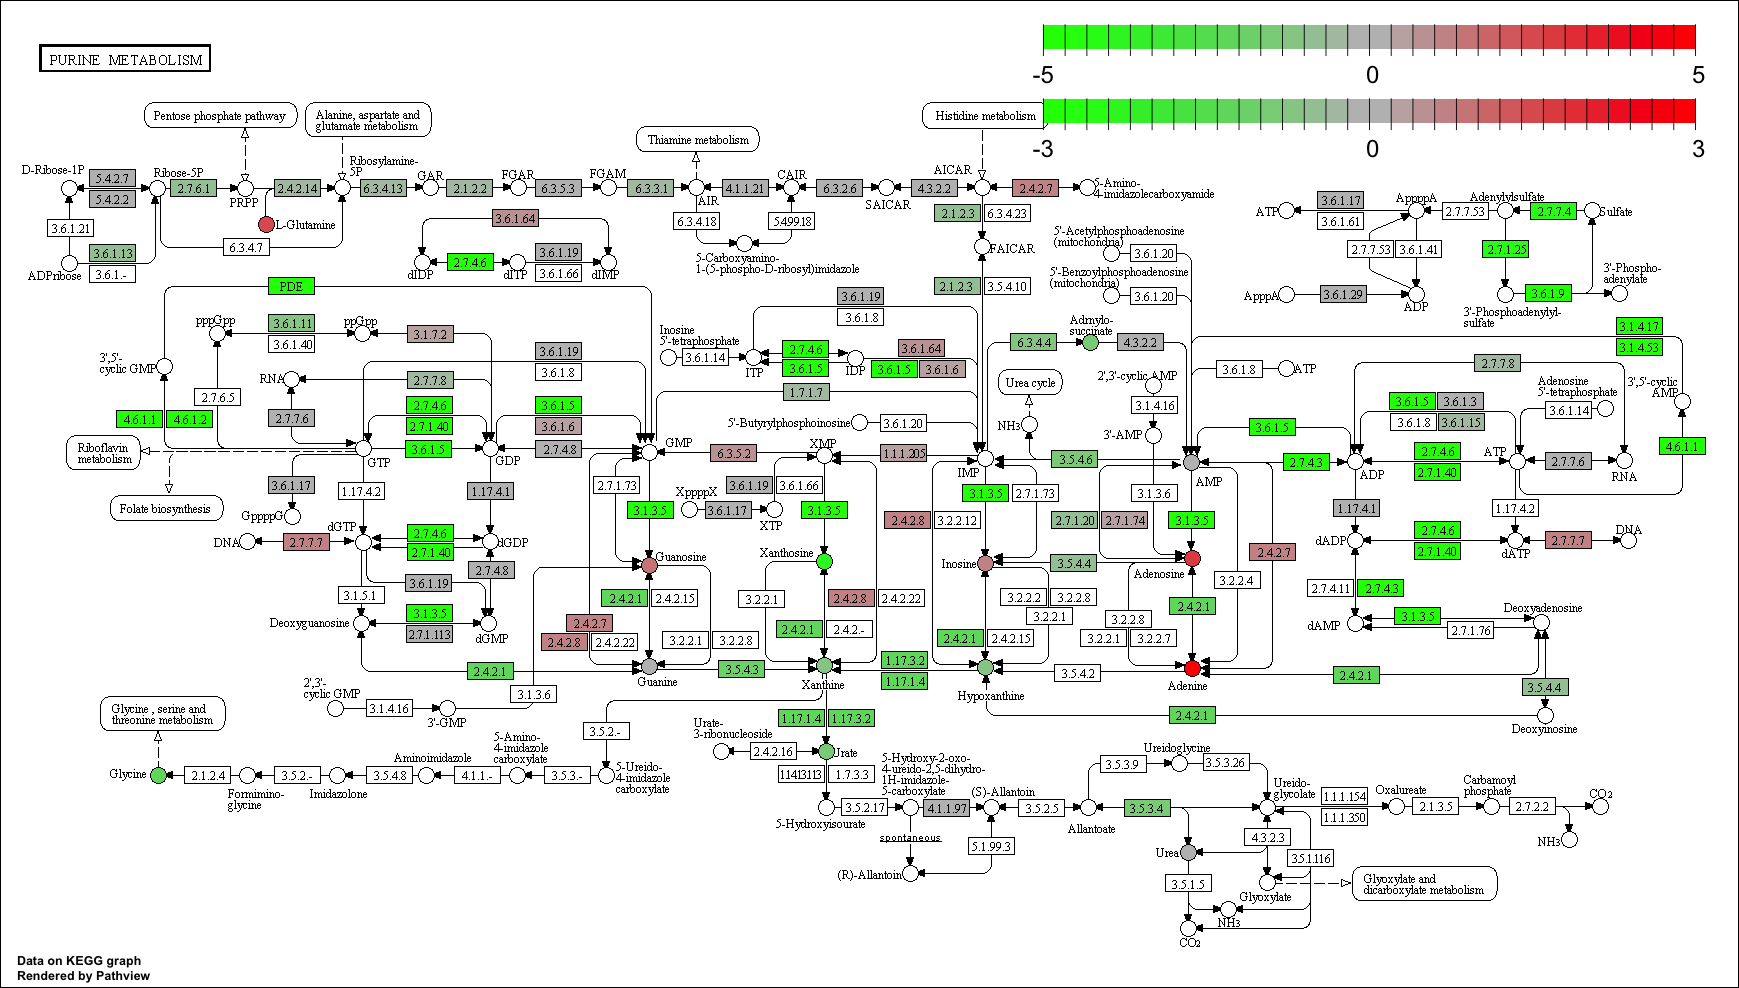 PURINE METABOLISM
-5 0 5
-3 0 3
Pentose phosphate pathway
Alanine, aspartate and
glutamate metabolism
Thiamine metabolism
Histidine metabolism
D-Ribose-1P
5.4.2.7
5.4.2.2
Ribose-5P
2.7.6.1
PRPP
2.4.2.14
Ribosylamine-
5P
6.3.4.13
GAR
2.1.2.2
FGAR
6.3.5.3
FGAM
6.3.3.1
AIR
4.1.1.21
CAIR
6.3.2.6
SAICAR
4.3.2.2
AICAR
2.4.2.7
5-Amino-
4-imidazolecarboxyamide
3.6.1.21
L-Glutamine
6.3.4.7
3.6.1.13
3.6.1.-
ADPribose
3.6.1.64
dIDP
2.7.4.6
dITP
3.6.1.19
3.6.1.66
dIMP
6.3.4.18
5.4.99.18
5-Carboxyamino-
1-(5-phospho-D-ribosyl)imidazole
2.1.2.3
6.3.4.23
FAICAR
2.1.2.3
3.5.4.10
5'-Acetylphosphoadenosine
(mitochondria)
3.6.1.20
5'-Benzoylphosphoadenosine
(mitochondria)
3.6.1.20
ATP
3.6.1.17
3.6.1.61
AppppA
2.7.7.53
Adenylylsulfate
2.7.7.4
Sulfate
2.7.7.53
3.6.1.41
2.7.1.25
ApppA
3.6.1.29
ADP
3.6.1.9
3'-Phospho-
adenylate
3'-Phosphoadenylyl-
sulfate
PDE
pppGpp
3.6.1.11
3.6.1.40
ppGpp
3.1.7.2
3',5'-
cyclic GMP
2.7.6.5
RNA
2.7.7.8
2.7.7.6
3.6.1.19
3.6.1.8
4.6.1.1
4.6.1.2
2.7.4.6
2.7.1.40
3.6.1.5
3.6.1.5
3.6.1.6
2.7.4.8
GTP
GDP
GMP
Riboflavin
metabolism
Folate biosynthesis
3.6.1.17
GppppG
1.17.4.2
1.17.4.1
Inosine
5'-tetraphosphate
3.6.1.14
ITP
3.6.1.19
3.6.1.8
2.7.4.6
3.6.1.5
IDP
3.6.1.64
3.6.1.5
3.6.1.6
1.7.1.7
5'-Butyrylphosphoinosine
3.6.1.20
6.3.4.4
Adrnylo-
succinate
4.3.2.2
Urea cycle
NH3
2',3'-cyclic AMP
3.1.4.16
3'-AMP
3.6.1.8
ATP
3.1.4.17
3.1.4.53
2.7.7.8
Adenosine
5'-tetraphosphate
3.6.1.14
3',5'-cyclic
AMP
3.6.1.5
3.6.1.3
3.6.1.8
3.6.1.15
3.6.1.5
2.7.4.3
ADP
2.7.4.6
2.7.1.40
ATP
2.7.7.6
RNA
4.6.1.1
6.3.5.2
XMP
1.1.1.205
IMP
3.5.4.6
AMP
2.7.1.73
3.1.3.5
XppppX
3.6.1.19
3.6.1.66
3.6.1.17
XTP
3.1.3.5
3.1.3.5
2.7.1.73
3.1.3.6
2.4.2.8
3.2.2.12
2.7.1.20
2.7.1.74
3.1.3.5
1.17.4.1
1.17.4.2
DNA
2.7.7.7
dGTP
2.7.4.6
2.7.1.40
dGDP
2.7.4.8
3.6.1.19
3.1.5.1
Deoxyguanosine
3.1.3.5
2.7.1.113
dGMP
Guanosine
2.4.2.1
2.4.2.15
2.4.2.7
2.4.2.8
2.4.2.22
3.2.2.1
3.2.2.8
Xanthosine
3.2.2.1
2.4.2.8
2.4.2.22
2.4.2.1
2.4.2.-
Inosine
3.5.4.4
Adenosine
3.2.2.2
3.2.2.8
3.2.2.1
2.4.2.1
2.4.2.15
2.4.2.7
3.2.2.4
2.4.2.1
3.2.2.8
3.2.2.1
3.2.2.7
dADP
2.7.4.6
2.7.1.40
dATP
2.7.7.7
DNA
2.7.4.11
2.7.4.3
dAMP
3.1.3.5
2.7.1.76
Deoxyadenosine
2.4.2.1
Guanine
3.5.4.3
Xanthine
1.17.3.2
1.17.1.4
Hypoxanthine
3.5.4.2
Adenine
2.4.2.1
3.5.4.4
2.4.2.1
Deoxyinosine
2',3'-
cyclic GMP
3.1.4.16
3'-GMP
3.1.3.6
Glycine , serine and
threonine metabolism
Glycine
2.1.2.4
Formimino-
glycine
3.5.2.-
Imidazolone
3.5.4.8
Aminoimidazole
4.1.1.-
5-Amino-
4-imidazole
carboxylate
3.5.3.-
5-Ureido-
4-imidazole
carboxylate
3.5.2.-
1.17.1.4
1.17.3.2
Urate-
3-ribonucleoside
2.4.2.16
Urate
1.7.3.3
5-Hydroxyisourate
3.5.2.17
5-Hydroxy-2-oxo-
4-ureido-2,5-dihydro-
1H-imidazole-
5-carboxylate
4.1.1.97
(S)-Allantoin
3.5.2.5
Allantoate
spontaneous
5.1.99.3
(R)-Allantoin
3.5.3.9
Ureidoglycine
3.5.3.26
3.5.3.4
Ureido-
glycolate
1.1.1.154
1.1.1.350
Oxalureate
2.1.3.5
Carbamoyl
phosphate
2.7.2.2
CO2
NH3
Urea
4.3.2.3
3.5.1.116
3.5.1.5
Glyoxylate
Glyoxylate and
dicarboxylate metabolism
NH3
CO2
Data on KEGG graph
Rendered by Pathview